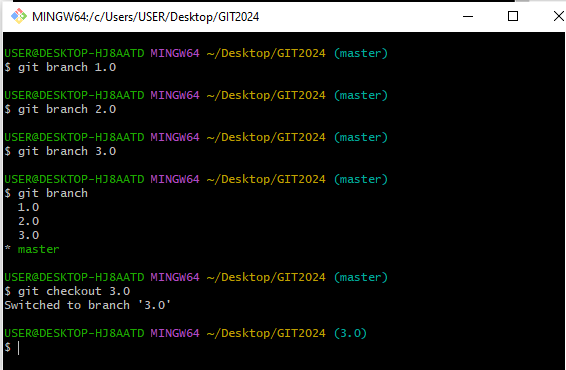 MINGW64:/c/Users/USER/Desktop/GIT2024
USER@DESKTOP-HJ8AATD MINGW64 ~/Desktop/GIT2024 (master)
$ git branch 1.0
USER@DESKTOP-HJ8AATD MINGW64 ~/Desktop/GIT2024 (master)
$ git branch 2.0
USER@DESKTOP-HJ8AATD MINGW64 ~/Desktop/GIT2024 (master)
$ git branch 3.0
USER@DESKTOP-HJ8AATD MINGW64 ~/Desktop/GIT2024 (master)
$ git branch
  1.0
  2.0
  3.0
* master
USER@DESKTOP-HJ8AATD MINGW64 ~/Desktop/GIT2024 (master)
$ git checkout 3.0
Switched to branch '3.0'
USER@DESKTOP-HJ8AATD MINGW64 ~/Desktop/GIT2024 (3.0)
$